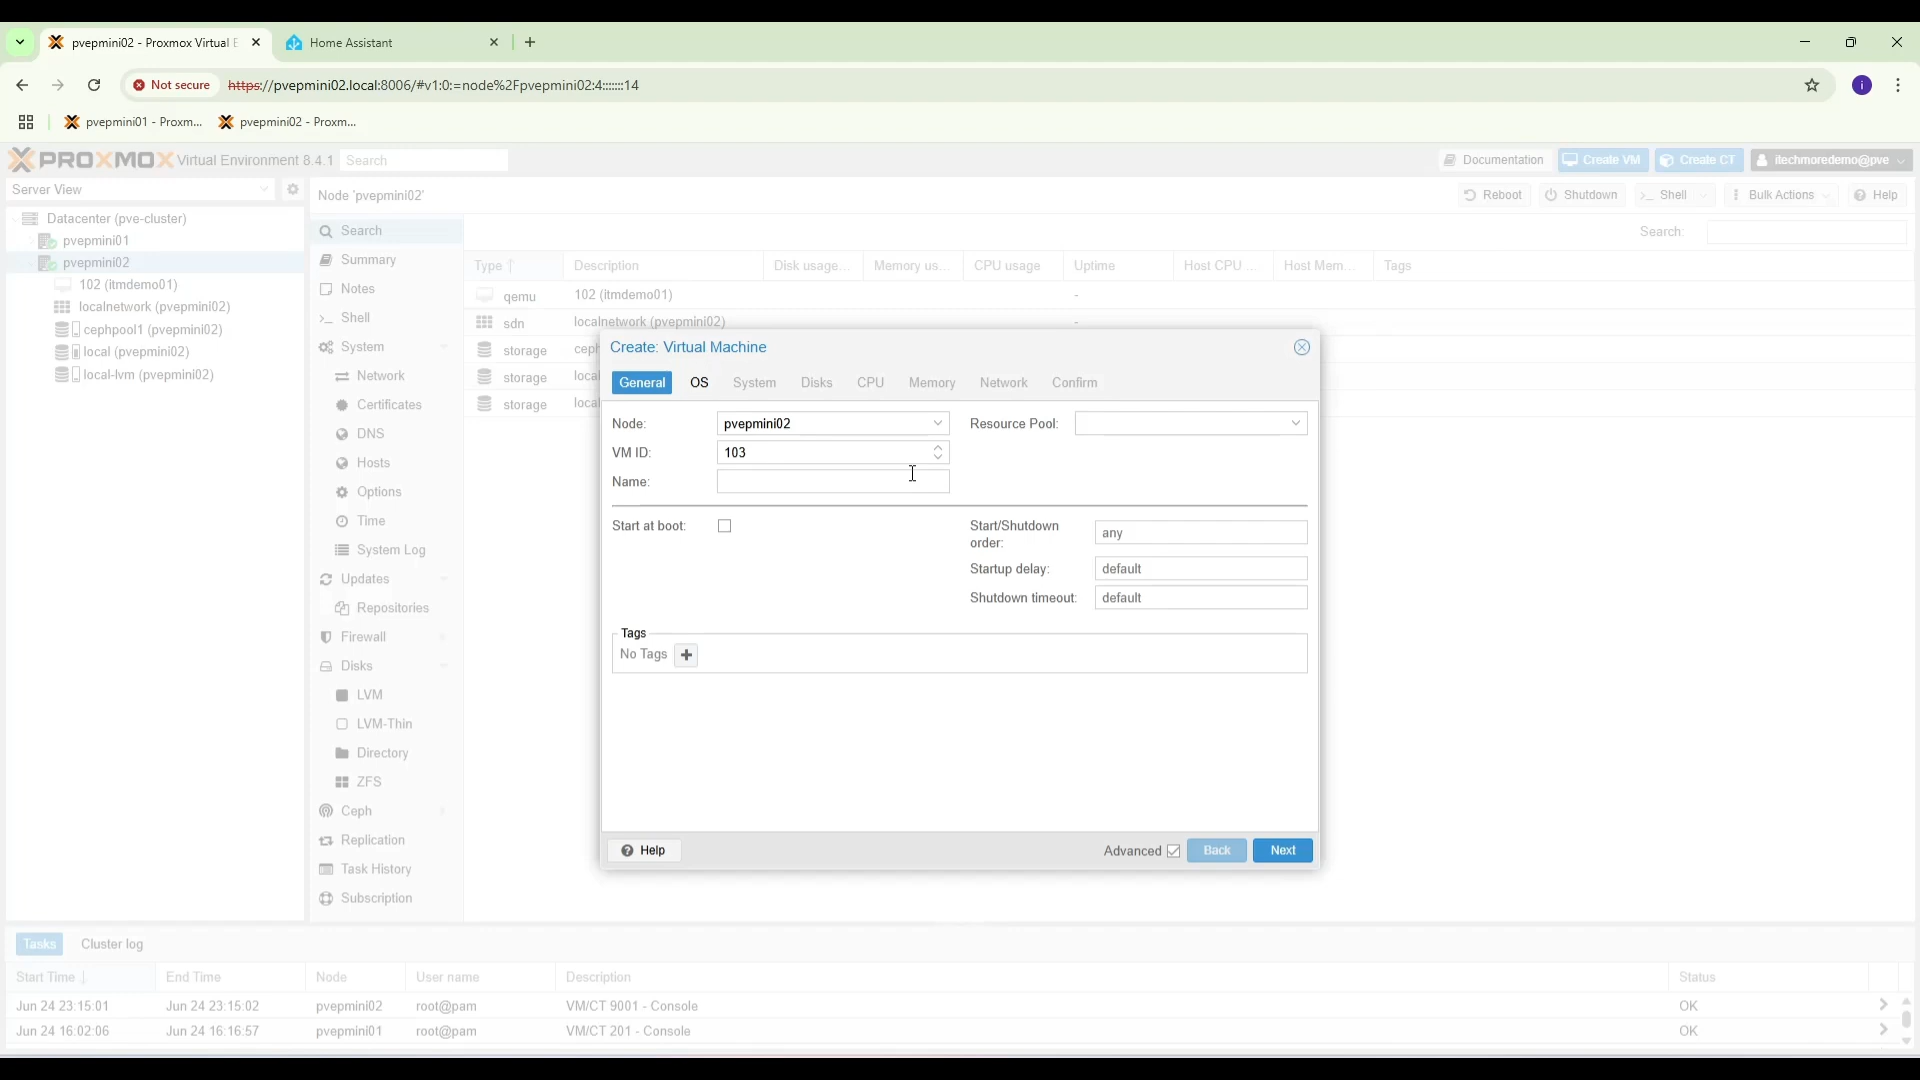 pvepmini02 - Proxmox Virtual E
Home Assistant
Not secure
https://pvepmini02.local:8006/#v1:0:=node%2Fpvepmini02:4:::::::14
i
pvepmini01 - Proxm...
pvepmini02 - Proxm...
PROXMOX Virtual Environment 8.4.1
Search
Documentation
Create VM
Create CT
itechmoredemo@pve
Server View
Node 'pvepmini02'
Reboot
Shutdown
Shell
Bulk Actions
Help
Datacenter (pve-cluster)
pvepmini01
pvepmini02
102 (itmdemo01)
localnetwork (pvepmini02)
cephpool1 (pvepmini02)
local (pvepmini02)
local-lvm (pvepmini02)
Search
Summary
Notes
Shell
System
Network
Certificates
DNS
Hosts
Options
Time
System Log
Updates
Repositories
Firewall
Disks
LVM
LVM-Thin
Directory
ZFS
Ceph
Replication
Task History
Subscription
Search:
Type
Description
Disk usage...
Memory us...
CPU usage
Uptime
Host CPU ...
Host Mem...
Tags
qemu
102 (itmdemo01)
-
sdn
localnetwork (pvepmini02)
-
storage
ceph
storage
local
storage
local
Create: Virtual Machine
General
OS
System
Disks
CPU
Memory
Network
Confirm
Node:
pvepmini02
Resource Pool:
VM ID:
103
Name:
Start at boot:
Start/Shutdown
order:
any
Startup delay:
default
Shutdown timeout:
default
Tags
No Tags
Help
Advanced
Back
Next
Tasks
Cluster log
Start Time
End Time
Node
User name
Description
Status
Jun 24 23:15:01
Jun 24 23:15:02
pvepmini02
root@pam
VM/CT 9001 - Console
OK
Jun 24 16:02:06
Jun 24 16:16:57
pvepmini01
root@pam
VM/CT 201 - Console
OK